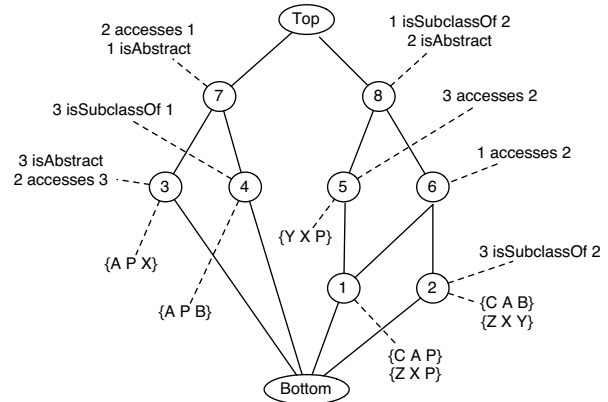 Top
2 accesses 1
1 isAbstract
1 isSubclassOf 2
2 isAbstract
7
8
3 isSubclassOf 1
3 accesses 2
3 isAbstract
2 accesses 3
3
4
5
6
1 accesses 2
{A P X}
{A P B}
{Y X P}
3 isSubclassOf 2
1
2
{C A B}
{Z X Y}
{C A P}
{Z X P}
Bottom